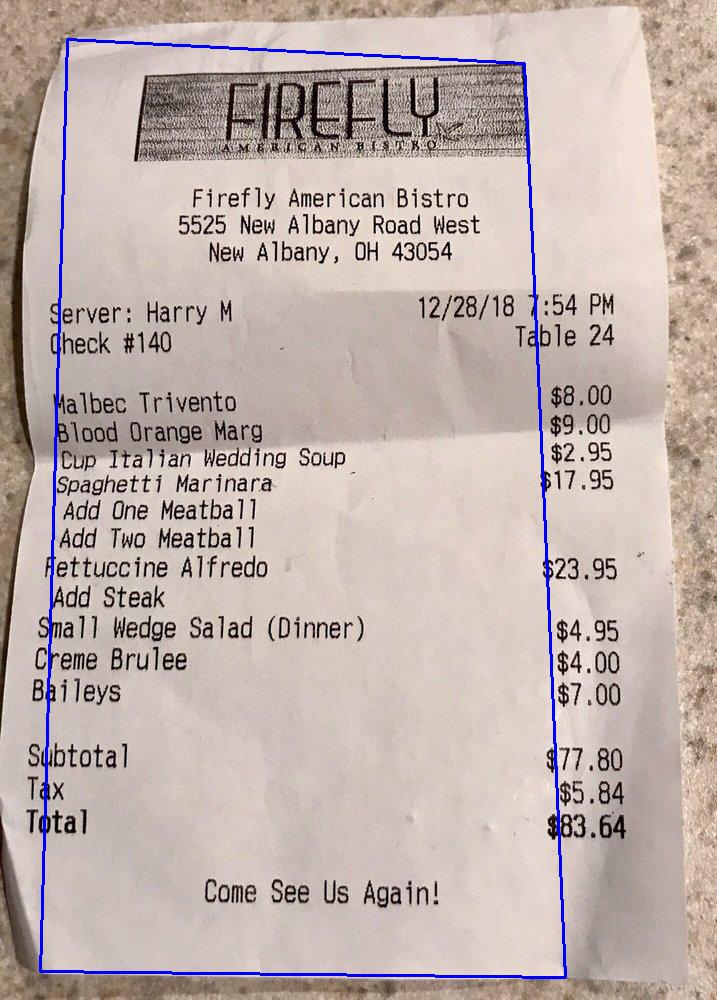 FIREFLY
AMERICAN BISTRO
Firefly American Bistro
5525 New Albany Road West
New Albany, OH 43054
Server: Harry M 12/28/18 7:54 PM
Check #140 Table 24
Malbec Trivento $8.00
Blood Orange Marg $9.00
Cup Italian Wedding Soup $2.95
Spaghetti Marinara $17.95
Add One Meatball
Add Two Meatball
Fettuccine Alfredo $23.95
Add Steak
Small Wedge Salad (Dinner) $4.95
Creme Brulee $4.00
Baileys $7.00
Subtotal $77.80
Tax $5.84
Total $83.64
Come See Us Again!